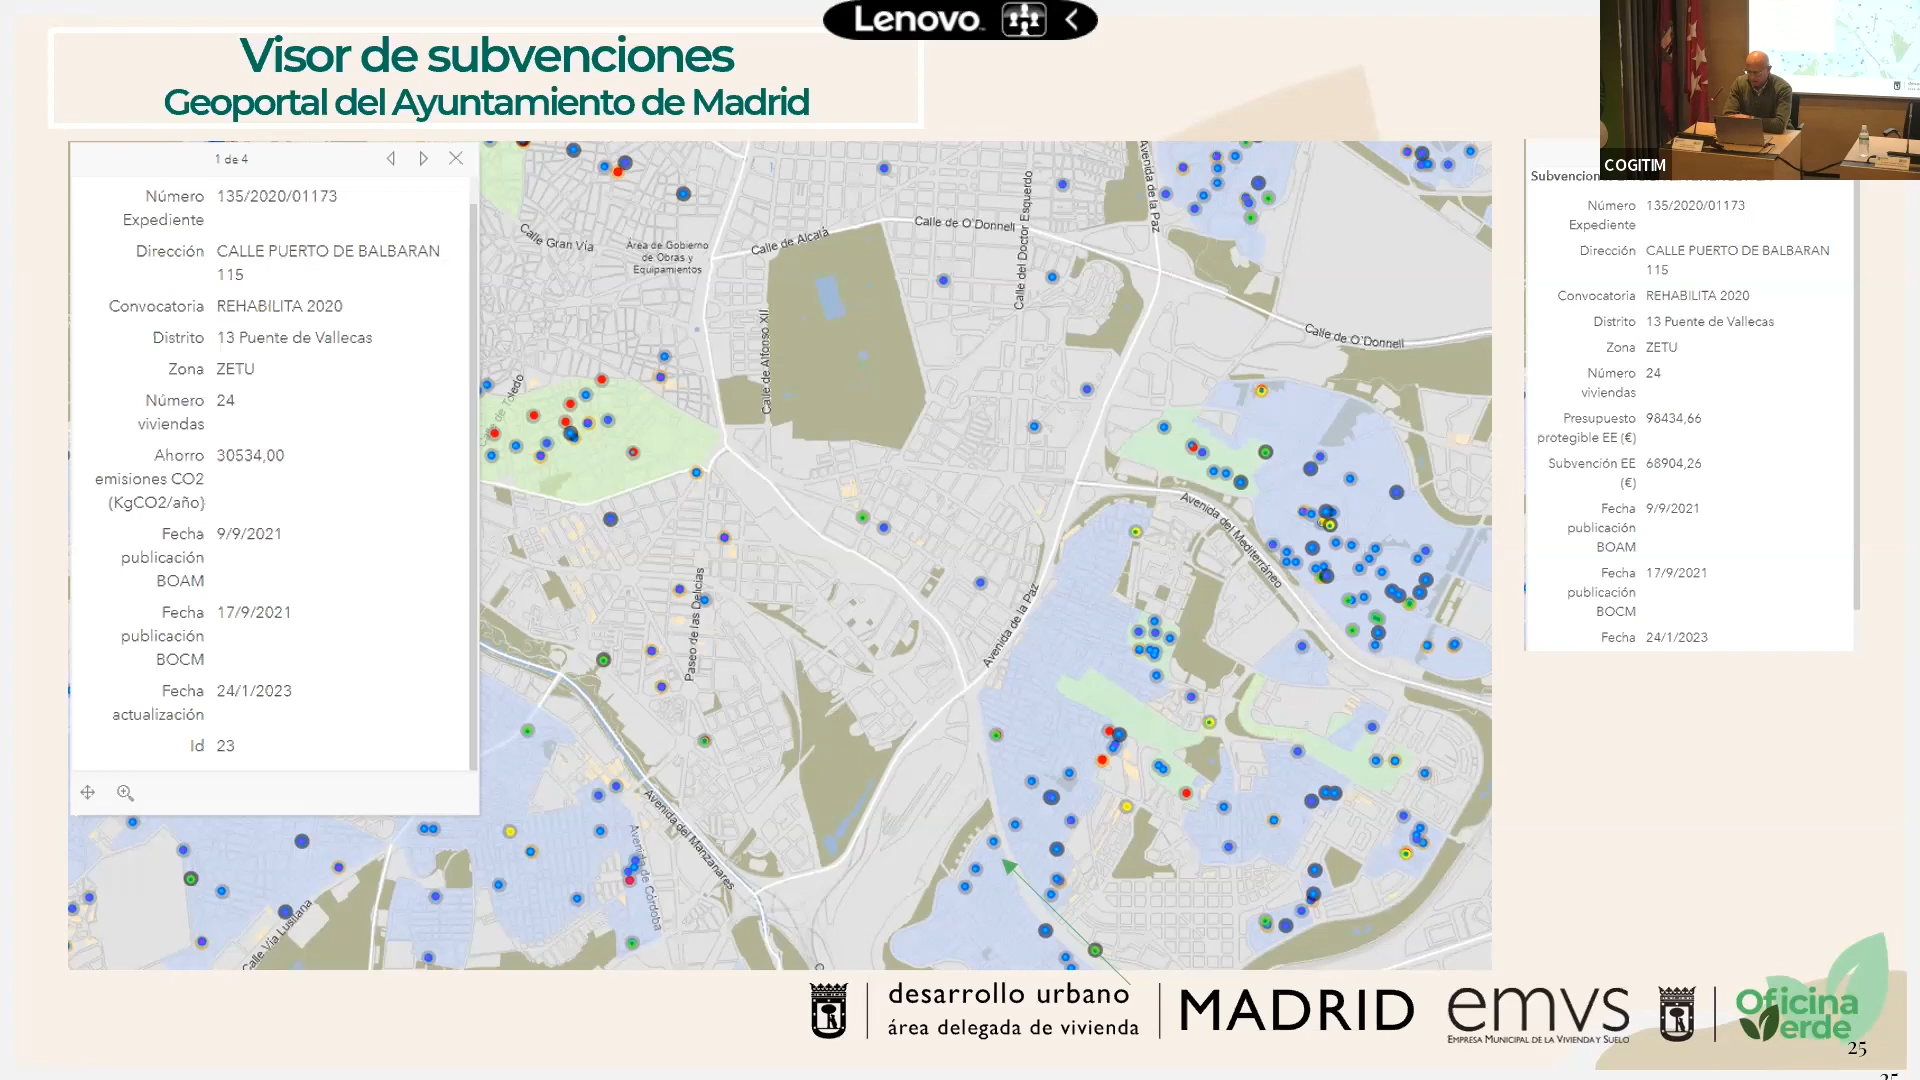 Lenovo
Visor de subvenciones
Geoportal del Ayuntamiento de Madrid
COGITIM
1 de 4
Número
Expediente
135/2020/01173
Dirección
CALLE PUERTO DE BALBARAN
115
Convocatoria
REHABILITA 2020
Distrito
13 Puente de Vallecas
Zona
ZETU
Número
viviendas
24
Ahorro
emisiones CO2
(KgCO2/año)
30534,00
Fecha
publicación
BOAM
9/9/2021
Fecha
publicación
BOCM
17/9/2021
Fecha
actualización
24/1/2023
Id
23
Calle Gran Vía
Área de Gobierno
de Obras y
Equipamientos
Calle de Alcalá
Calle de O'Donnell
Calle del Doctor Esquerdo
Avenida de la Paz
Calle de O'Donnell
Calle de Alfonso XII
Calle de Toledo
Avenida del Mediterráneo
Paseo de las Delicias
Avenida de la Paz
Avenida del Manzanares
Avenida de Córdoba
Calle Vía Lusitana
Número
Expediente
135/2020/01173
Dirección
CALLE PUERTO DE BALBARAN
115
Convocatoria
REHABILITA 2020
Distrito
13 Puente de Vallecas
Zona
ZETU
Número
viviendas
24
Presupuesto
protegible EE (€)
98434,66
Subvención EE
(€)
68904,26
Fecha
publicación
BOAM
9/9/2021
Fecha
publicación
BOCM
17/9/2021
Fecha
24/1/2023
desarrollo urbano
área delegada de vivienda
MADRID
emvs
EMPRESA MUNICIPAL DE LA VIVIENDA Y SUELO
Oficina
Verde
25